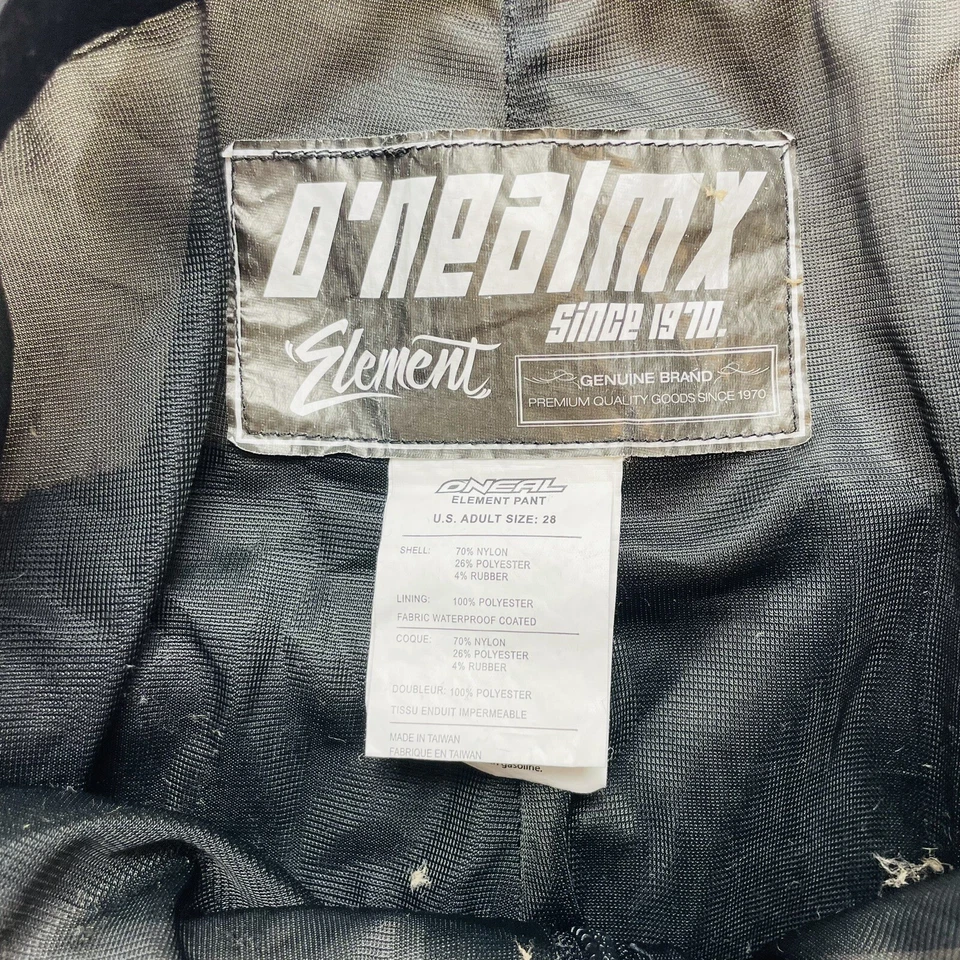 O'NEALMX
SINCE 1970.
Element
GENUINE BRAND
PREMIUM QUALITY GOODS SINCE 1970
ONEAL
ELEMENT PANT
U.S. ADULT SIZE: 28
SHELL: 70% NYLON
26% POLYESTER
4% RUBBER
LINING: 100% POLYESTER
FABRIC WATERPROOF COATED
COQUE: 70% NYLON
26% POLYESTER
4% RUBBER
DOUBLEUR: 100% POLYESTER
TISSU ENDUIT IMPERMEABLE
MADE IN TAIWAN
FABRIQUE EN TAIWAN
gasoline.